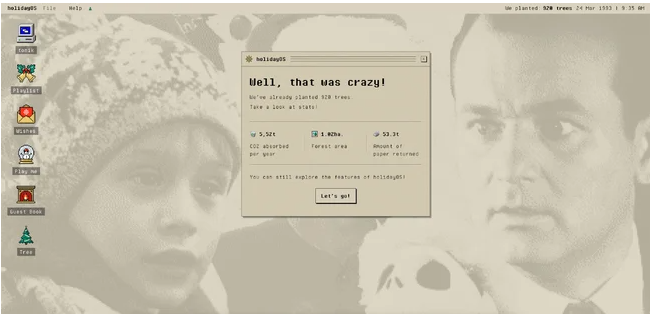 holidayOS File Help
We planted 920 trees 24 Mar 1993 9:35 AM
tonik
Playlist
Wishes
Play me
Guest Book
Tree
holidayOS
Well, that was crazy!
We've already planted 920 trees
Take a look at stats!
5,52t
CO2 absorbed
per year
1.02ha
Forest area
53.3t
Amount of
paper returned
You can still explore the features of holidayOS!
Let's go!